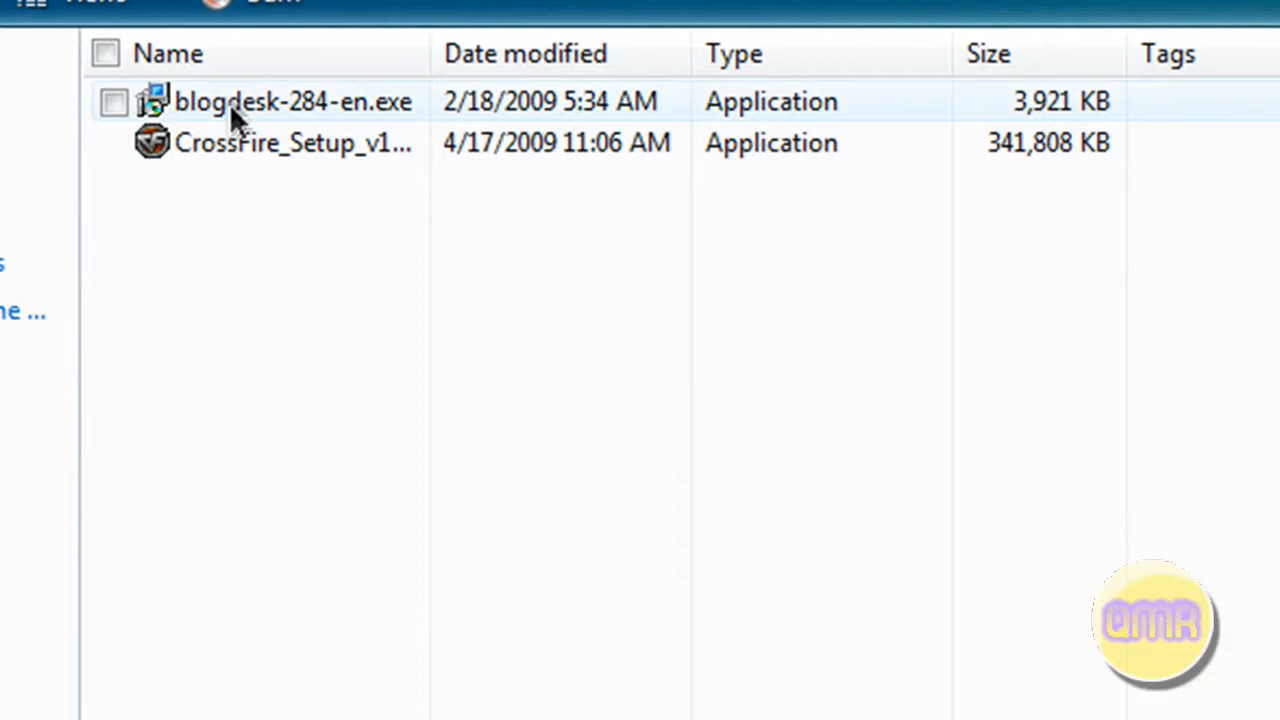 Name Date modified Type Size Tags
blogdesk-284-en.exe 2/18/2009 5:34 AM Application 3,921 KB
CrossFire_Setup_v1... 4/17/2009 11:06 AM Application 341,808 KB
s
ne ...
QMR